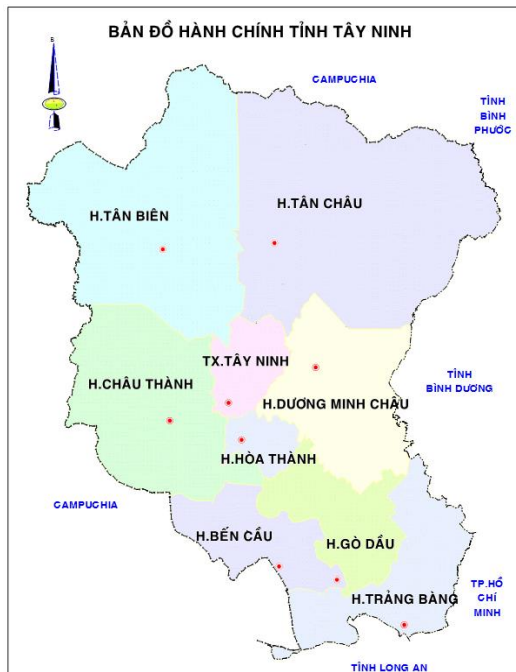 BẢN ĐỒ HÀNH CHÍNH TỈNH TÂY NINH
B
CAMPUCHIA
TỈNH
BÌNH
PHƯỚC
H.TÂN BIÊN
H.TÂN CHÂU
TX.TÂY NINH
TỈNH
BÌNH DƯƠNG
H.CHÂU THÀNH
H.DƯƠNG MINH CHÂU
H.HÒA THÀNH
CAMPUCHIA
H.BẾN CẦU
H.GÒ DẦU
TP.HỒ
CHÍ
MINH
H.TRẢNG BÀNG
TỈNH LONG AN